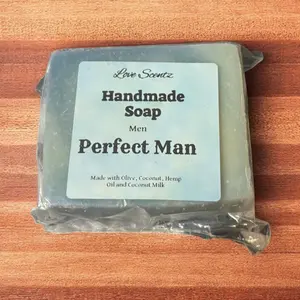 Love Scentz
Handmade
Soap
Men
Perfect Man
Made with Olive, Coconut, Hemp
Oil and Coconut Milk